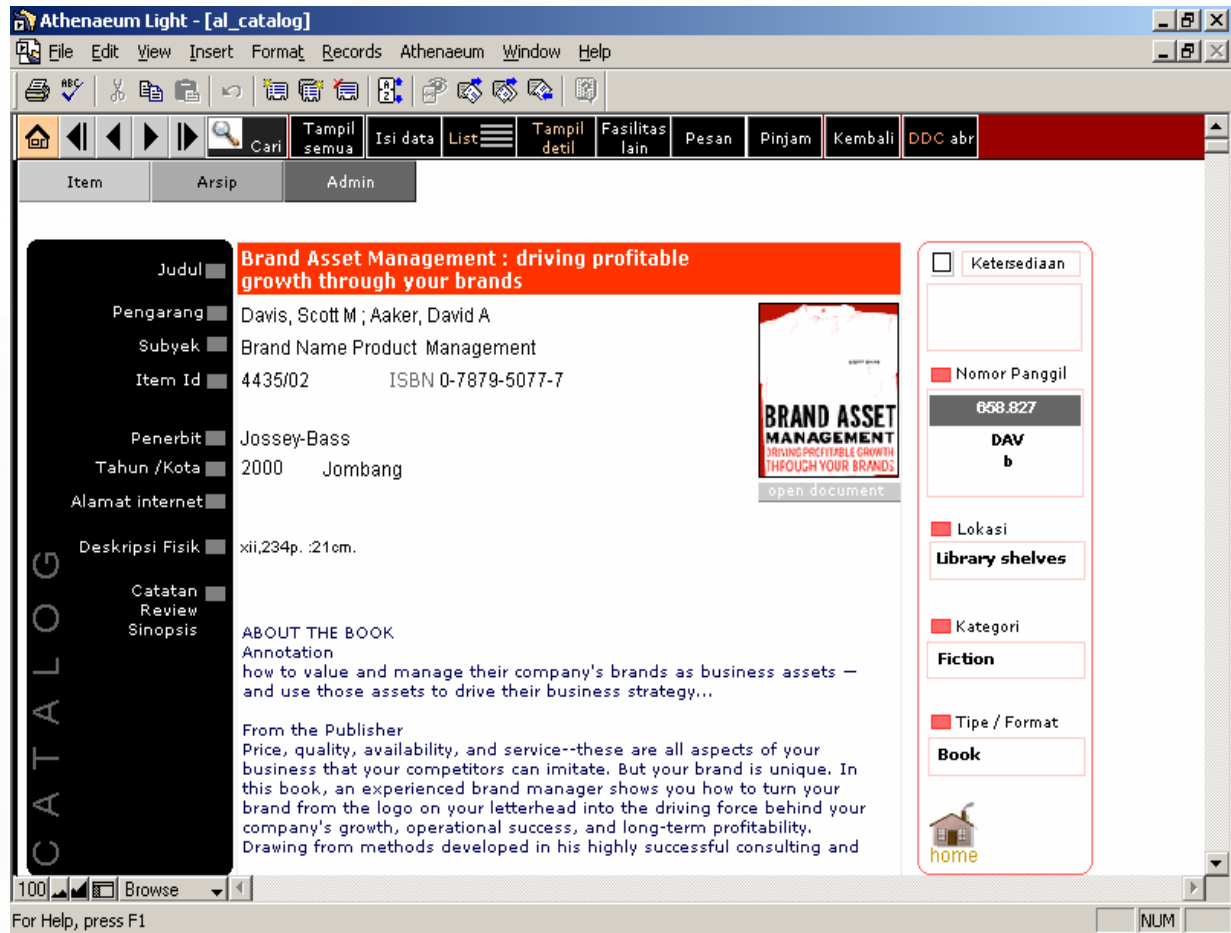 Athenaeum Light - [al_catalog]
File Edit View Insert Format Records Athenaeum Window Help
Cari
Tampil semua
Isi data
List
Tampil detil
Fasilitas lain
Pesan
Pinjam
Kembali
DDC abr
Item
Arsip
Admin
CATALOG
Judul
Brand Asset Management : driving profitable
growth through your brands
Pengarang
Davis, Scott M ; Aaker, David A
Subyek
Brand Name Product Management
Item Id
4435/02 ISBN 0-7879-5077-7
Penerbit
Jossey-Bass
Tahun /Kota
2000 Jombang
Alamat internet
Deskripsi Fisik
xii,234p. :21cm.
Catatan
Review
Sinopsis
ABOUT THE BOOK
Annotation
how to value and manage their company's brands as business assets —
and use those assets to drive their business strategy...
From the Publisher
Price, quality, availability, and service--these are all aspects of your
business that your competitors can imitate. But your brand is unique. In
this book, an experienced brand manager shows you how to turn your
brand from the logo on your letterhead into the driving force behind your
company's growth, operational success, and long-term profitability.
Drawing from methods developed in his highly successful consulting and
BRAND ASSET
MANAGEMENT
DRIVING PROFITABLE GROWTH
THROUGH YOUR BRANDS
open document
Ketersediaan
Nomor Panggil
658.827
DAV
b
Lokasi
Library shelves
Kategori
Fiction
Tipe / Format
Book
home
100 Browse
For Help, press F1
NUM